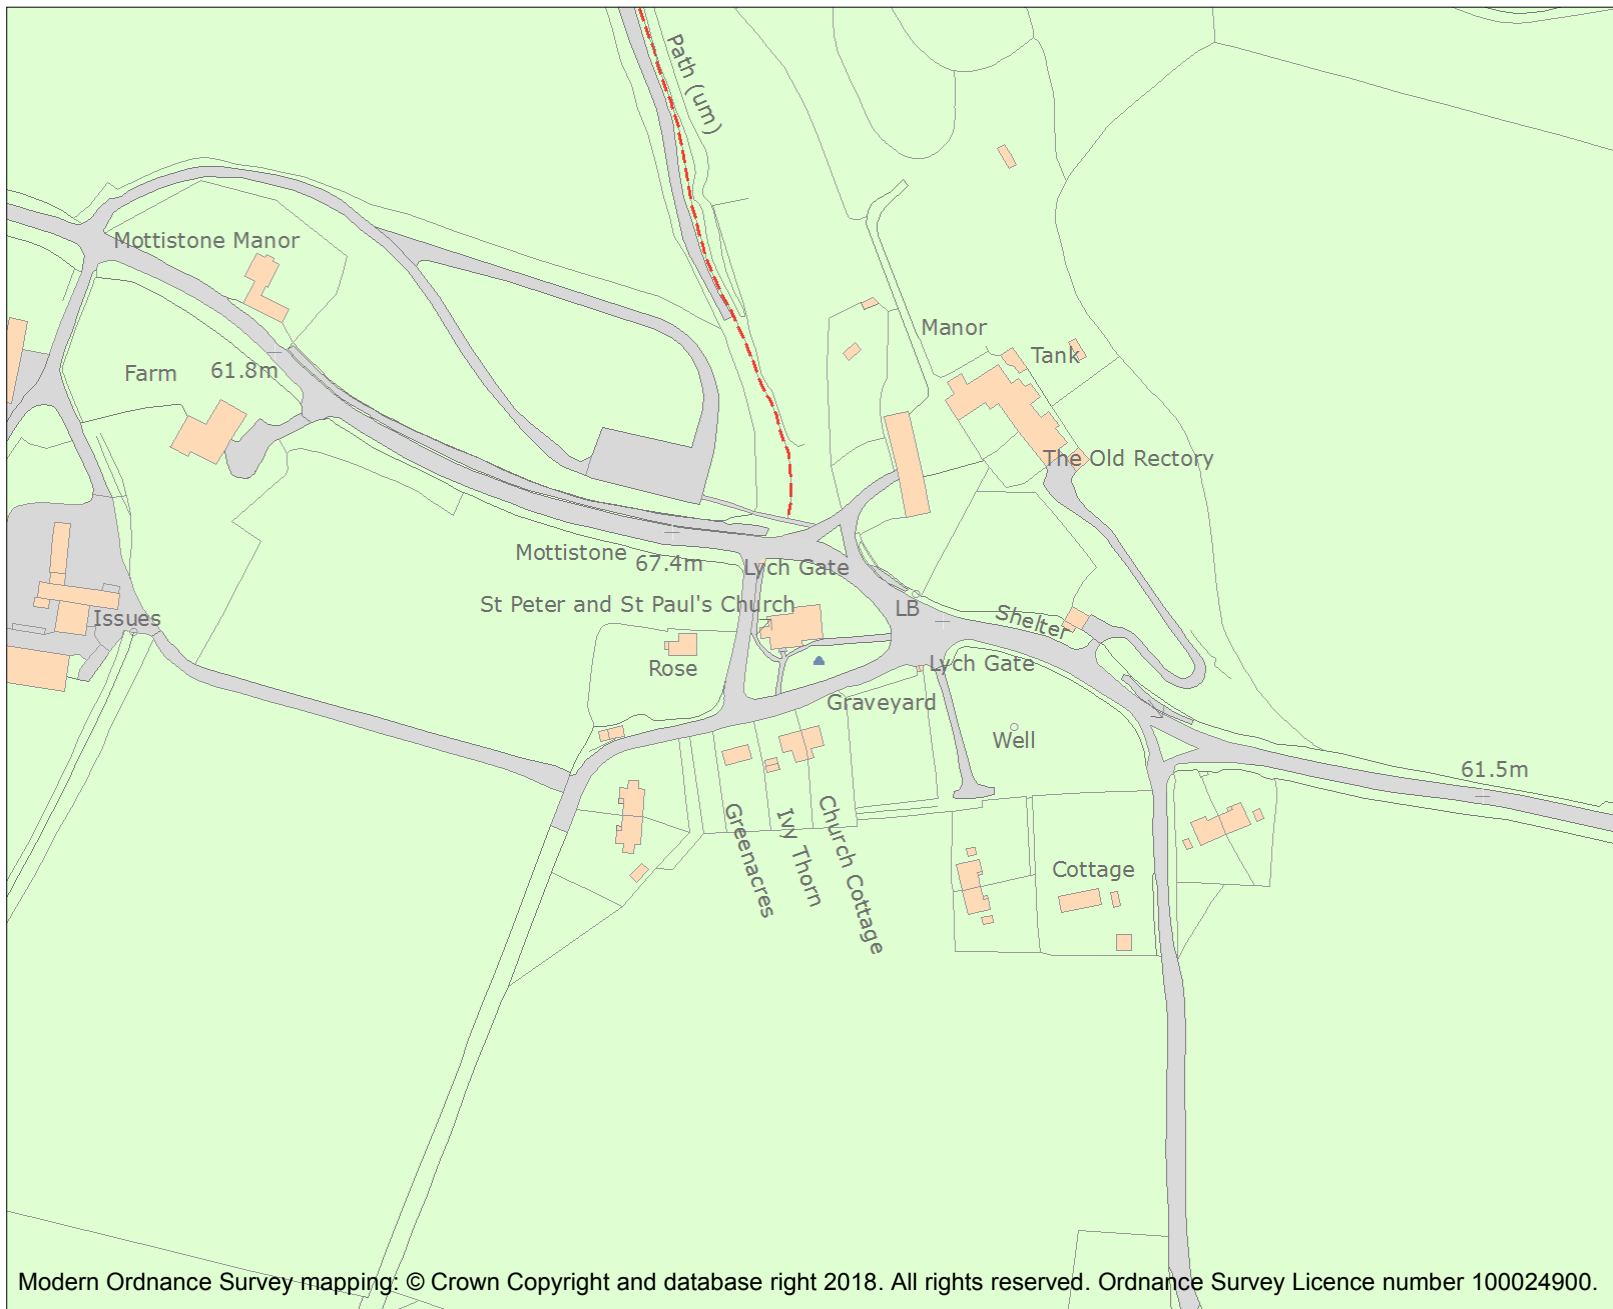 Path (um)
Mottistone Manor
Manor
Tank
Farm
61.8m
The Old Rectory
Mottistone
67.4m
Lych Gate
St Peter and St Paul's Church
LB
Shelter
Issues
Rose
Lych Gate
Graveyard
Well
61.5m
Greenacres
Ivy Thorn
Church Cottage
Cottage
Modern Ordnance Survey mapping: © Crown Copyright and database right 2018. All rights reserved. Ordnance Survey Licence number 100024900.